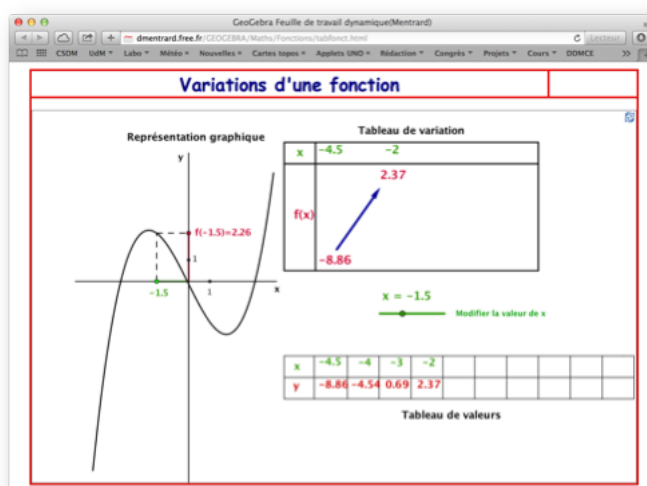 GeoGebra Feuille de travail dynamique(Mentrard)
dmentrard.free.fr/GEOGEBRA/Maths/Fonctions/tabfonct.html
Lecteur
CSDM UdM Labo Météo Nouvelles Cartes topos Applets UNO Rédaction Congrès Projets Cours DDMCE
Variations d'une fonction
Représentation graphique
y
f(-1.5)=2.26
1
-1.5
1
x
Tableau de variation
x -4.5 -2
2.37
f(x)
-8.86
x = -1.5
Modifier la valeur de x
x -4.5 -4 -3 -2
y -8.86 -4.54 0.69 2.37
Tableau de valeurs